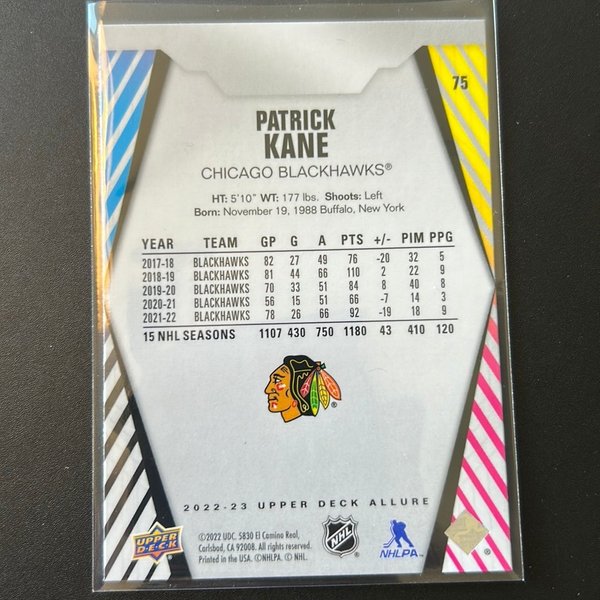 75
PATRICK
KANE
CHICAGO BLACKHAWKS®
HT: 5'10" WT: 177 lbs. Shoots: Left
Born: November 19, 1988 Buffalo, New York
YEAR TEAM GP G A PTS +/- PIM PPG
2017-18 BLACKHAWKS 82 27 49 76 -20 32 5
2018-19 BLACKHAWKS 81 44 66 110 2 22 9
2019-20 BLACKHAWKS 70 33 51 84 8 40 8
2020-21 BLACKHAWKS 56 15 51 66 -7 14 3
2021-22 BLACKHAWKS 78 26 66 92 -19 18 9
15 NHL SEASONS 1107 430 750 1180 43 410 120
®
2022-23 UPPER DECK ALLURE
UPPER DECK
©2022 UDC. 5830 El Camino Real,
Carlsbad, CA 92008. All rights reserved.
Printed in the USA. ©NHLPA. © NHL.
NHL
NHLPA
®